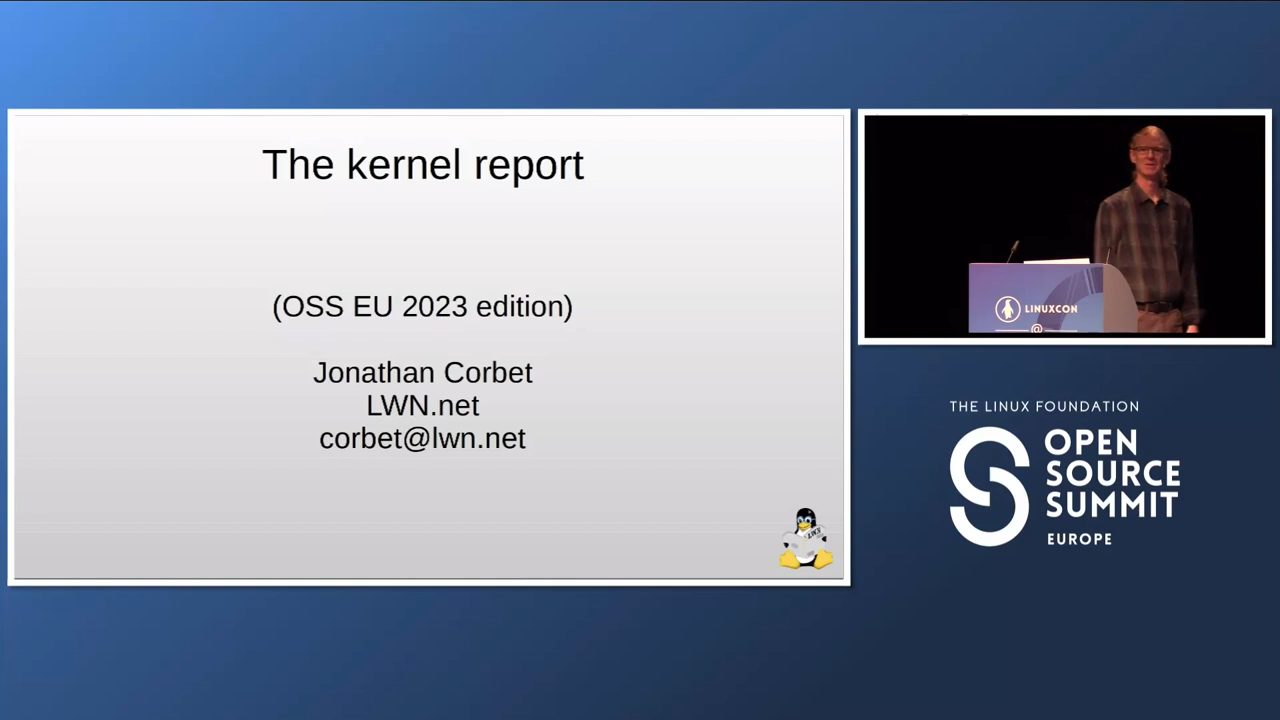 The kernel report
(OSS EU 2023 edition)
Jonathan Corbet
LWN.net
corbet@lwn.net
LWN
LINUXCON
@
THE LINUX FOUNDATION
OPEN
SOURCE
SUMMIT
EUROPE